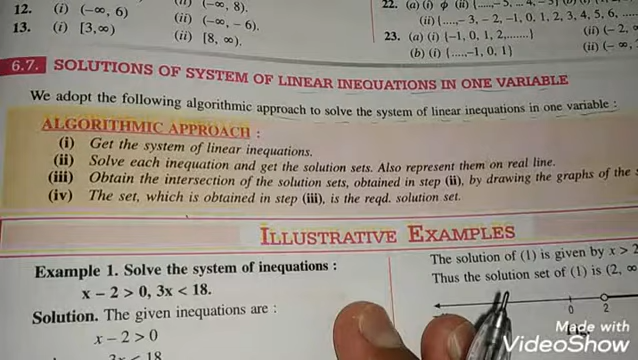 12. (i) (−∞, 6) (ii) (−∞, 8).
13. (i) [3,∞) (ii) (−∞, − 6).
(ii) [8, ∞).
22. (a) (i) ϕ (ii) {.....,− 5,
(ii) {....,− 3, − 2, −1, 0, 1, 2, 3, 4, 5, 6, ....
23. (a) (i) {−1, 0, 1, 2,.......} (ii) (− 2,
(b) (i) {....,−1, 0, 1} (ii) (− ∞,
6.7. SOLUTIONS OF SYSTEM OF LINEAR INEQUATIONS IN ONE VARIABLE
We adopt the following algorithmic approach to solve the system of linear inequations in one variable :
ALGORITHMIC APPROACH :
(i) Get the system of linear inequations.
(ii) Solve each inequation and get the solution sets. Also represent them on real line.
(iii) Obtain the intersection of the solution sets, obtained in step (ii), by drawing the graphs of the
(iv) The set, which is obtained in step (iii), is the reqd. solution set.
ILLUSTRATIVE EXAMPLES
Example 1. Solve the system of inequations :
x − 2 > 0, 3x < 18.
Solution. The given inequations are :
x − 2 > 0
3x < 18
The solution of (1) is given by x > 2
Thus the solution set of (1) is (2, ∞
0 2
Made with
VideoShow